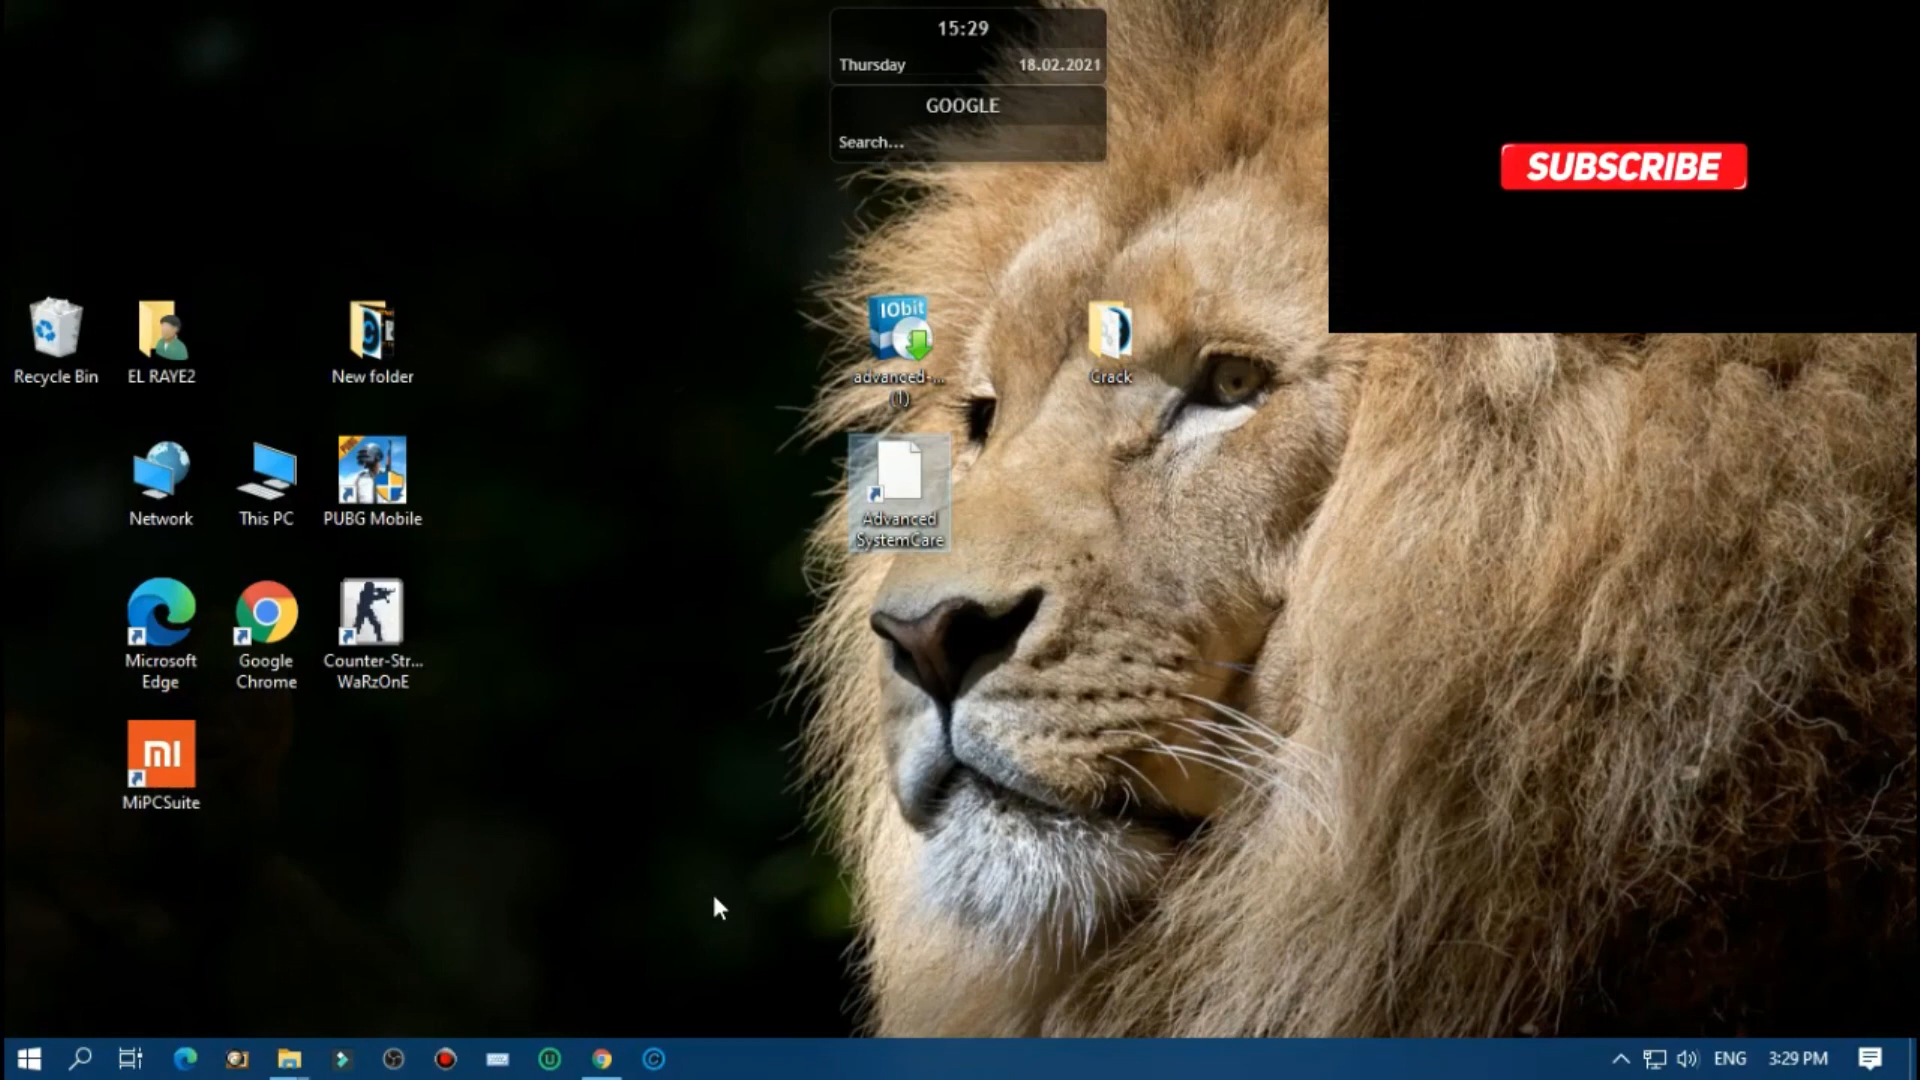 15:29
Thursday 18.02.2021
GOOGLE
Search...
SUBSCRIBE
Recycle Bin
EL RAYE2
New folder
IObit
advanced-...
(1)
Crack
Network
This PC
PUBG Mobile
Advanced
SystemCare
Microsoft
Edge
Google
Chrome
Counter-Str...
WaRzOnE
MiPCSuite
ENG
3:29 PM